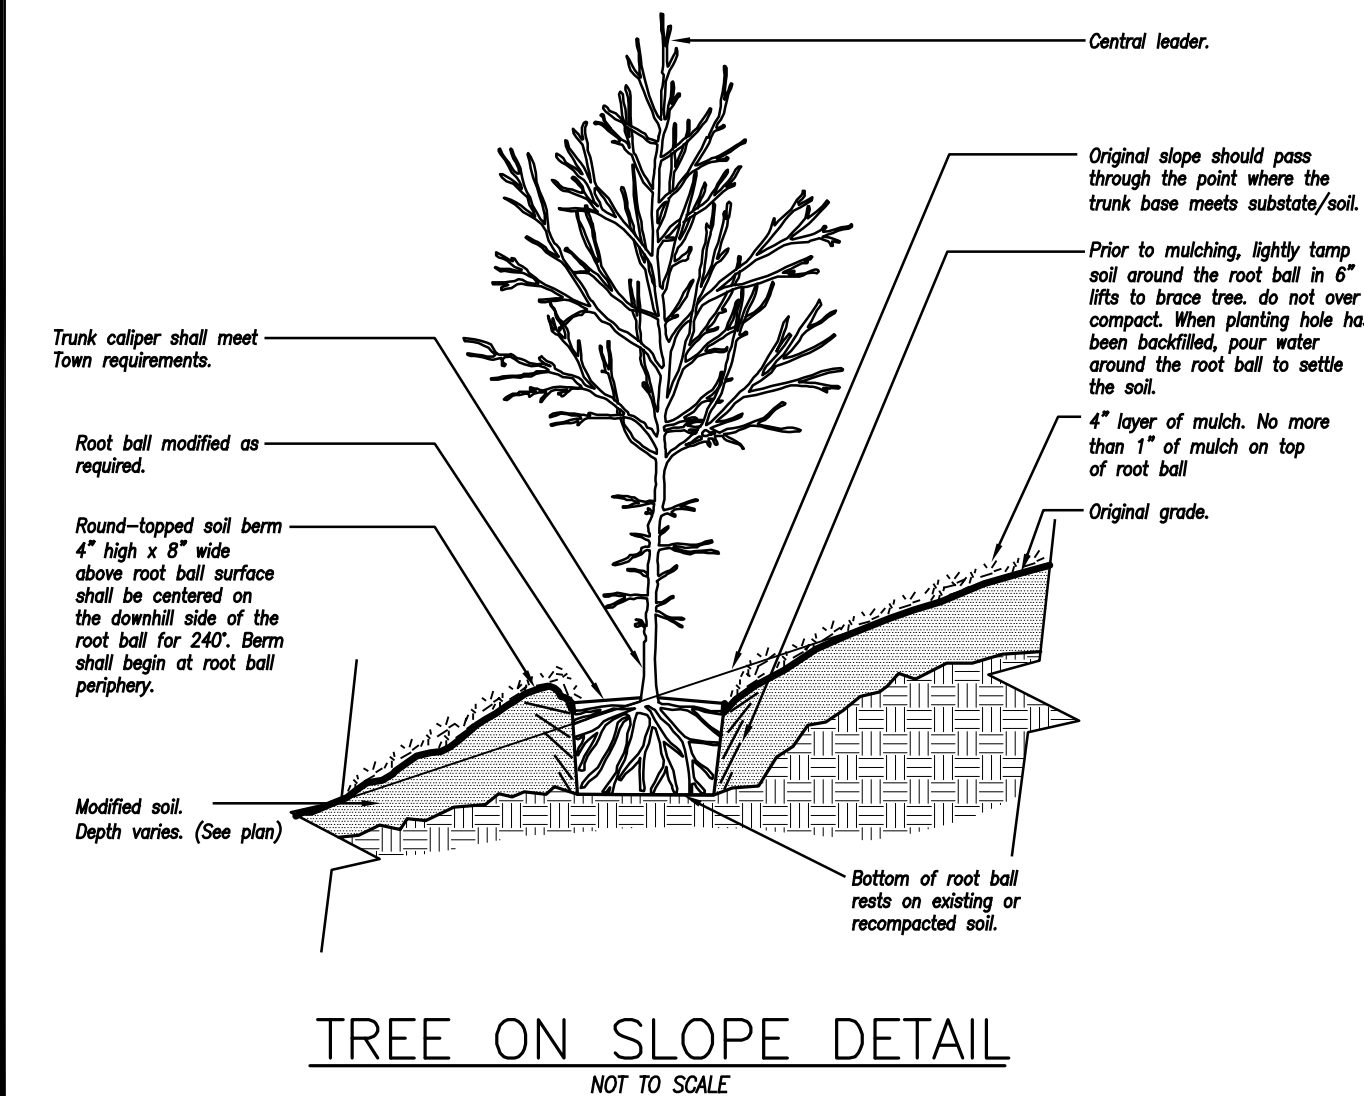 Central leader.
Original slope should pass
through the point where the
trunk base meets substate/soil.
Prior to mulching, lightly tamp
soil around the root ball in 6"
lifts to brace tree. do not over
compact. When planting hole has
been backfilled, pour water
around the root ball to settle
the soil.
4" layer of mulch. No more
than 1" of mulch on top
of root ball
Original grade.
Trunk caliper shall meet
Town requirements.
Root ball modified as
required.
Round-topped soil berm
4" high x 8" wide
above root ball surface
shall be centered on
the downhill side of the
root ball for 240°. Berm
shall begin at root ball
periphery.
Modified soil.
Depth varies. (See plan)
Bottom of root ball
rests on existing or
recompacted soil.
TREE ON SLOPE DETAIL
NOT TO SCALE